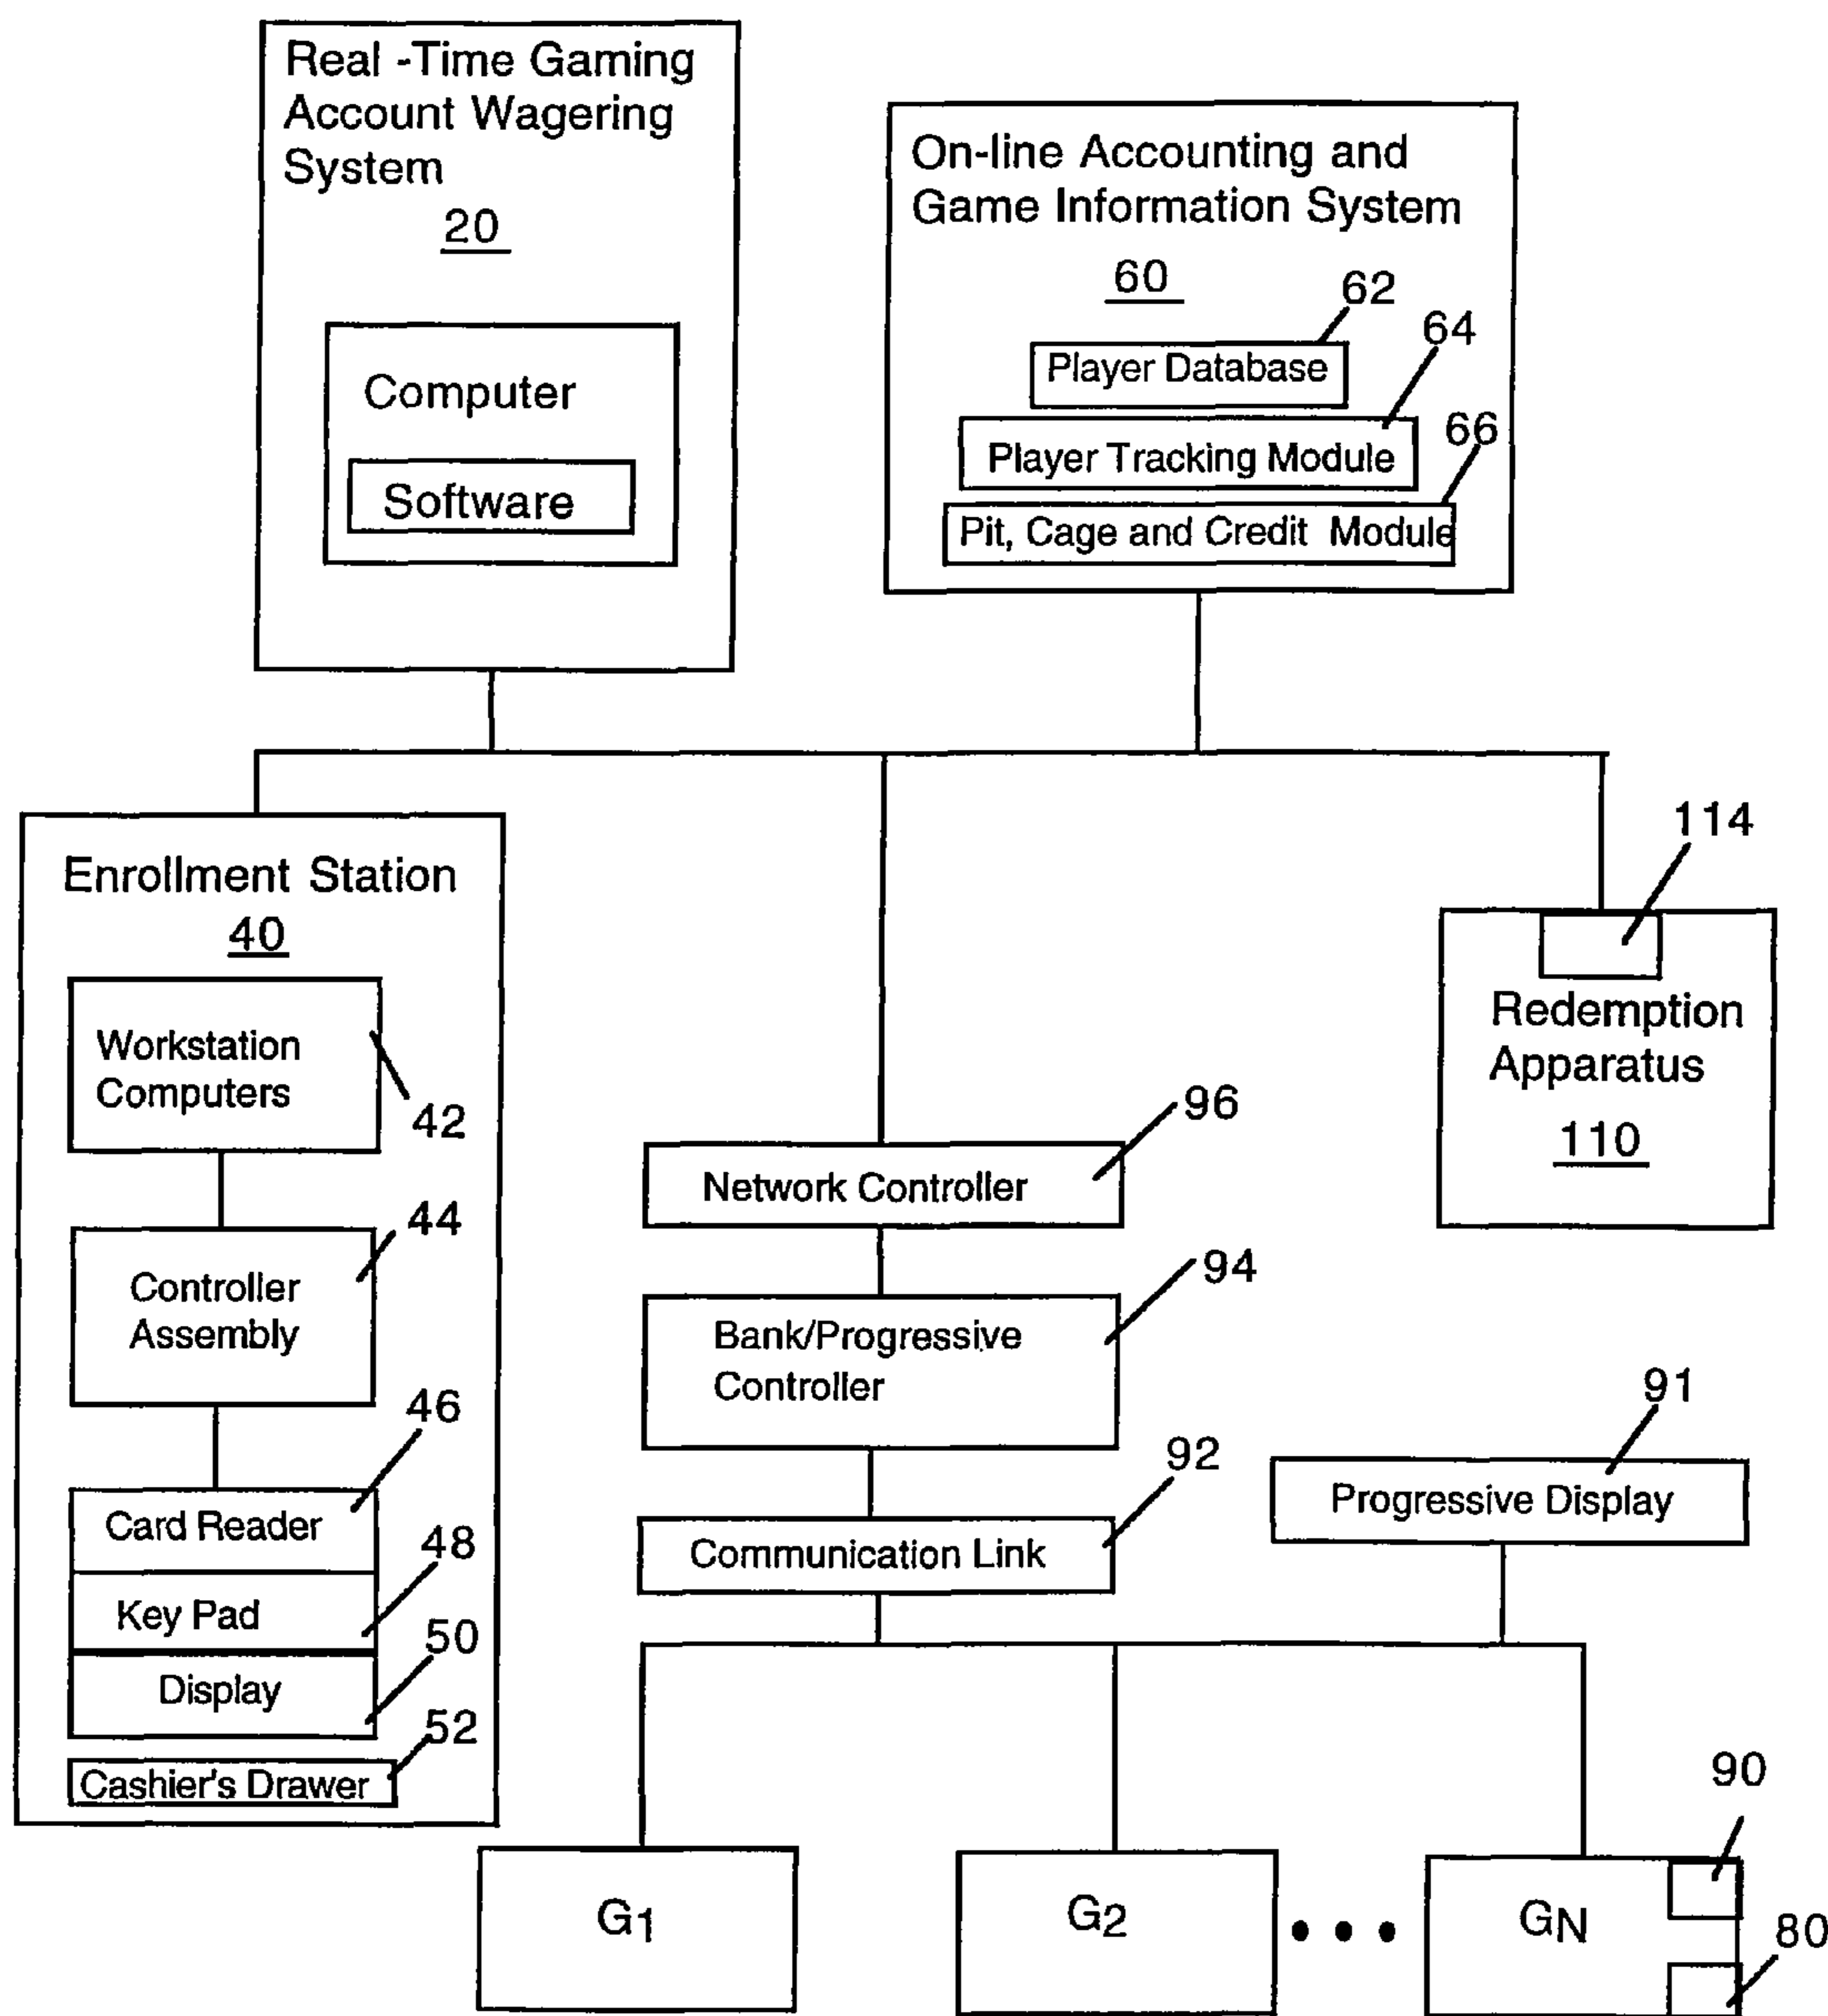 Real -Time Gaming
Account Wagering
System
20
Computer
Software
On-line Accounting and
Game Information System
60
62
Player Database
64
Player Tracking Module
66
Pit, Cage and Credit Module
Enrollment Station
40
Workstation
Computers
42
44
Controller
Assembly
46
Card Reader
48
Key Pad
50
Display
52
Cashier's Drawer
114
Redemption
Apparatus
110
96
Network Controller
94
Bank/Progressive
Controller
92
Communication Link
91
Progressive Display
G1
G2
GN
90
80